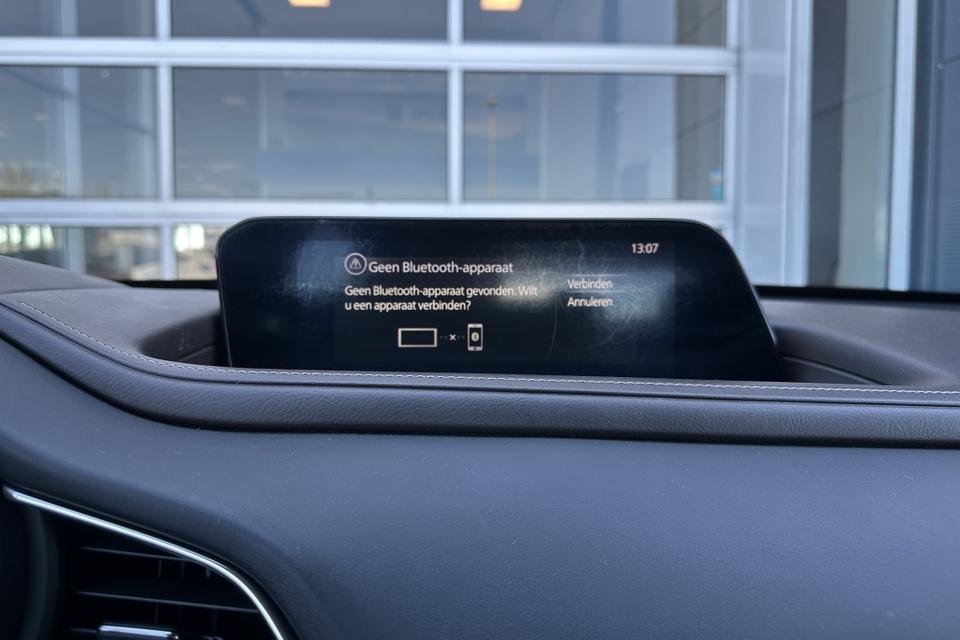 13:07
Geen Bluetooth-apparaat
Geen Bluetooth-apparaat gevonden. Wilt
u een apparaat verbinden?
Verbinden
Annuleren